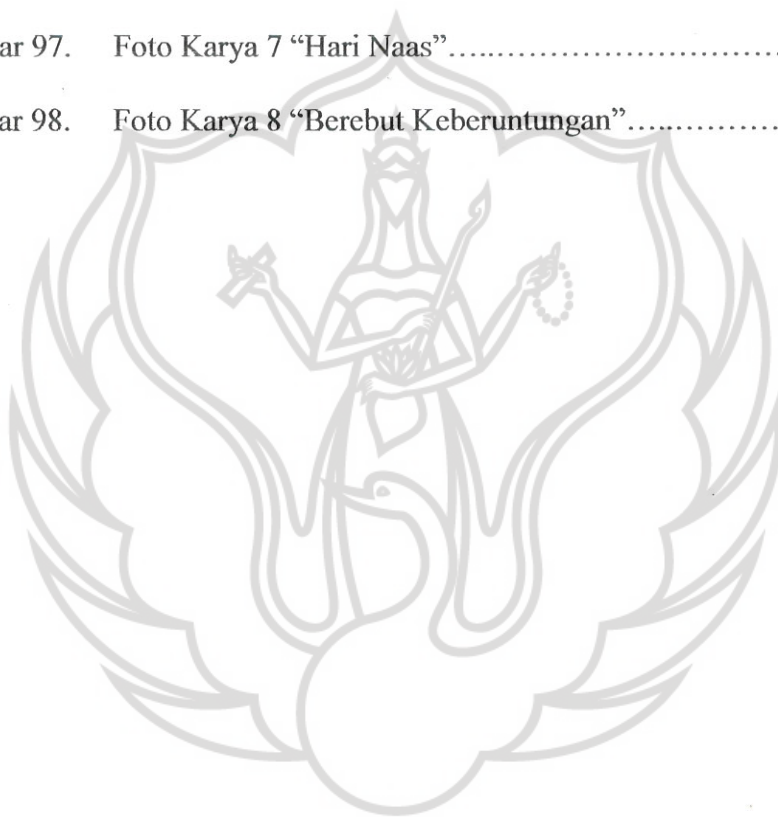 ar 97. Foto Karya 7 “Hari Naas”……………………………
ar 98. Foto Karya 8 “Berebut Keberuntungan”………………